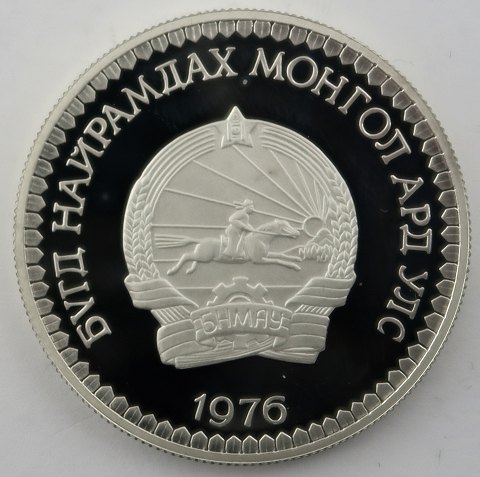 БҮГД НАЙРАМДАХ МОНГОЛ АРД УЛС
БНМАУ
1976